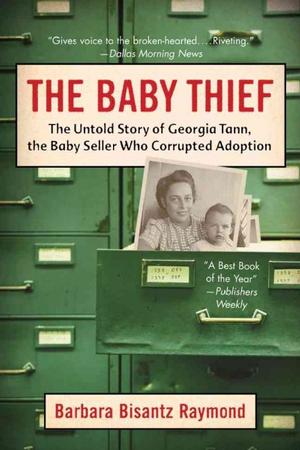 "Gives voice to the broken-hearted....Riveting."
—Dallas Morning News
THE BABY THIEF
The Untold Story of Georgia Tann,
the Baby Seller Who Corrupted Adoption
"A Best Book
of the Year"
—Publishers
Weekly
Barbara Bisantz Raymond